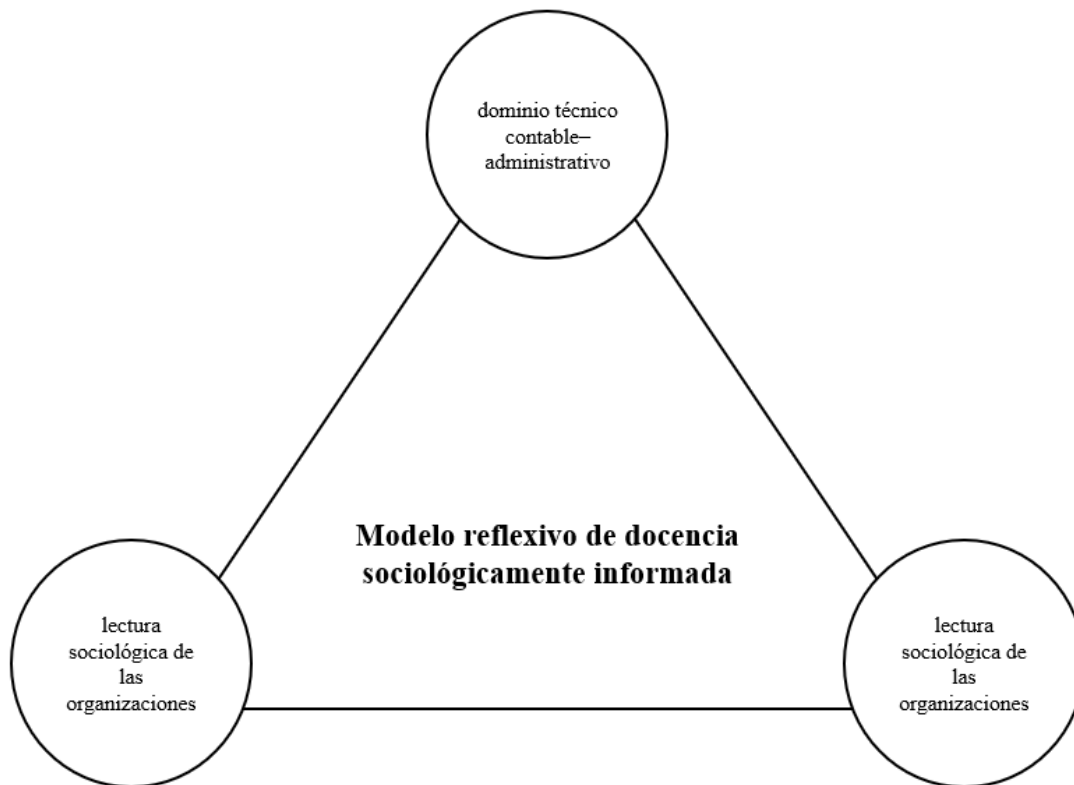 dominio técnico
contable–
administrativo
Modelo reflexivo de docencia
sociológicamente informada
lectura
sociológica de
las
organizaciones
lectura
sociológica de
las
organizaciones